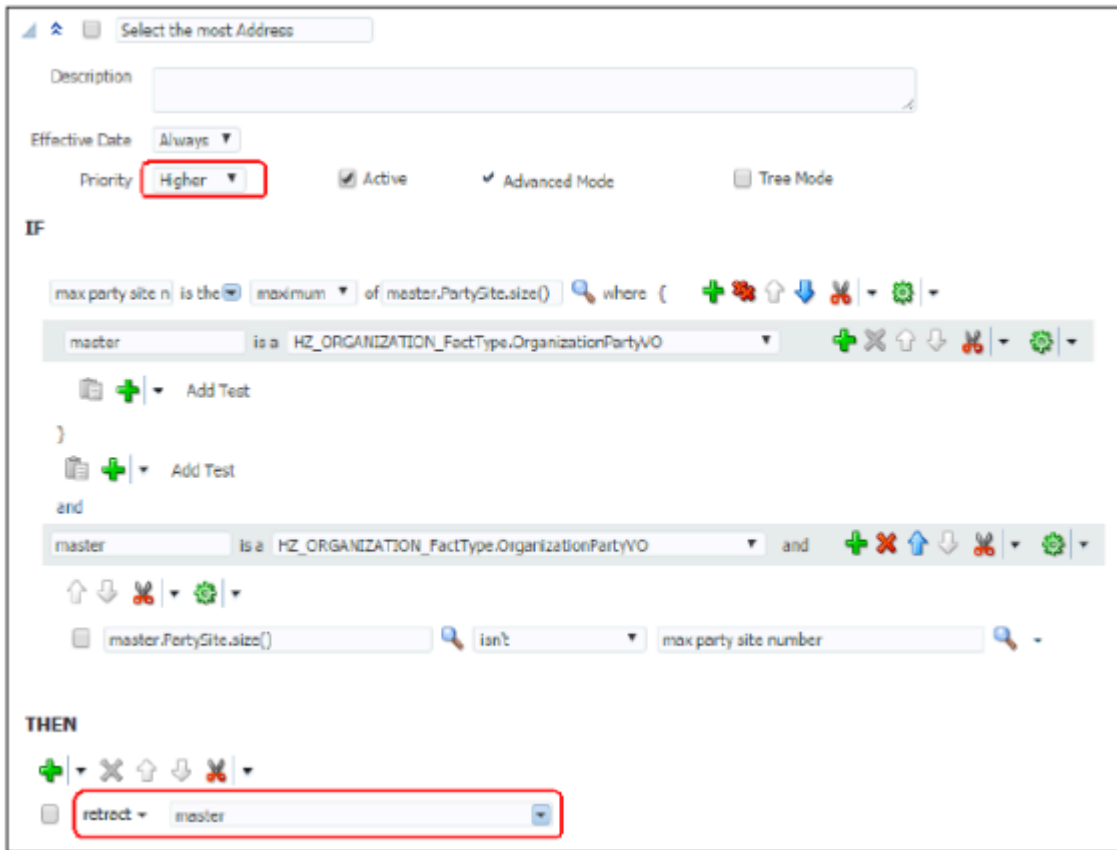 Select the most Address
Description
Effective Date Always
Priority Higher Active Advanced Mode Tree Mode
IF
max party site n is the maximum of master.PartySite.size() where {
master is a HZ_ORGANIZATION_FactType.OrganizationPartyVO
Add Test
}
Add Test
and
master is a HZ_ORGANIZATION_FactType.OrganizationPartyVO and
master.PartySite.size() isn't max party site number
THEN
retract master